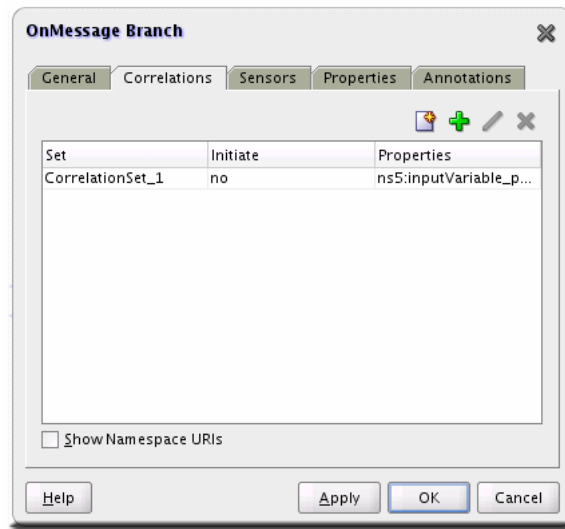 OnMessage Branch
General Correlations Sensors Properties Annotations
Set Initiate Properties
CorrelationSet_1 no ns5:inputVariable_p...
Show Namespace URIs
Help Apply OK Cancel